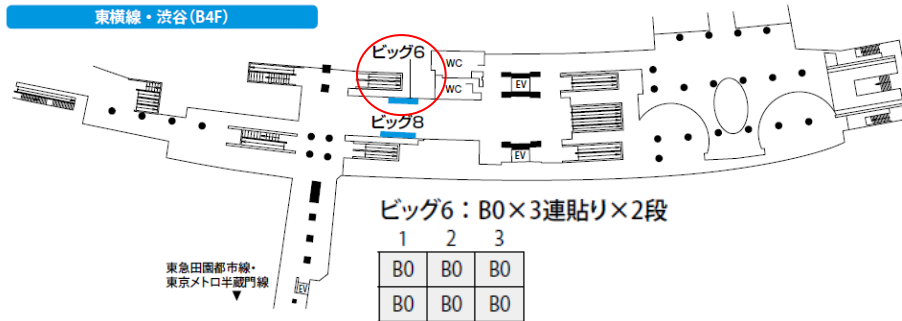 東横線・渋谷(B4F)
ビッグ6
WC
WC
EV
ビッグ8
EV
ビッグ6：B0×3連貼り×2段
1 2 3
B0 B0 B0
B0 B0 B0
東急田園都市線・
東京メトロ半蔵門線
EV